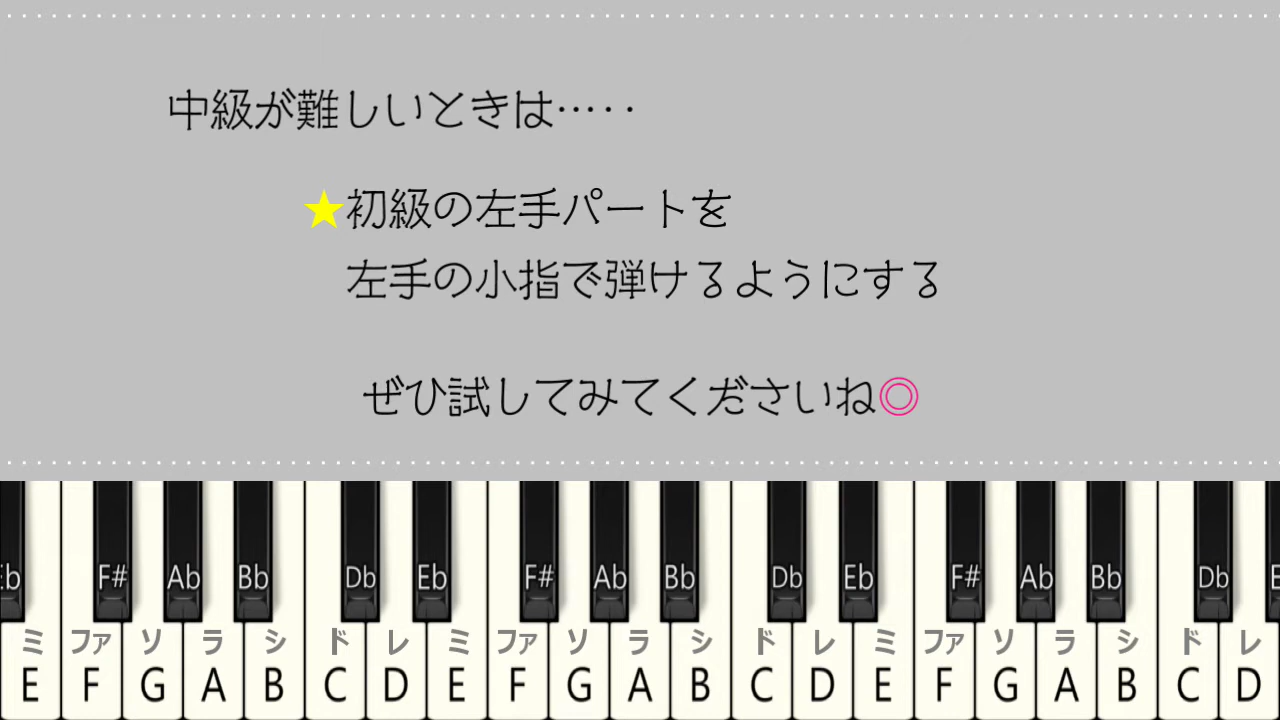 中級が難しいときは・・・・・
★初級の左手パートを
左手の小指で弾けるようにする
ぜひ試してみてくださいね◎
Eb F# Ab Bb Db Eb F# Ab Bb Db Eb F# Ab Bb Db E
ミ ファ ソ ラ シ ド レ ミ ファ ソ ラ シ ド レ ミ ファ ソ ラ シ ド レ
E F G A B C D E F G A B C D E F G A B C D